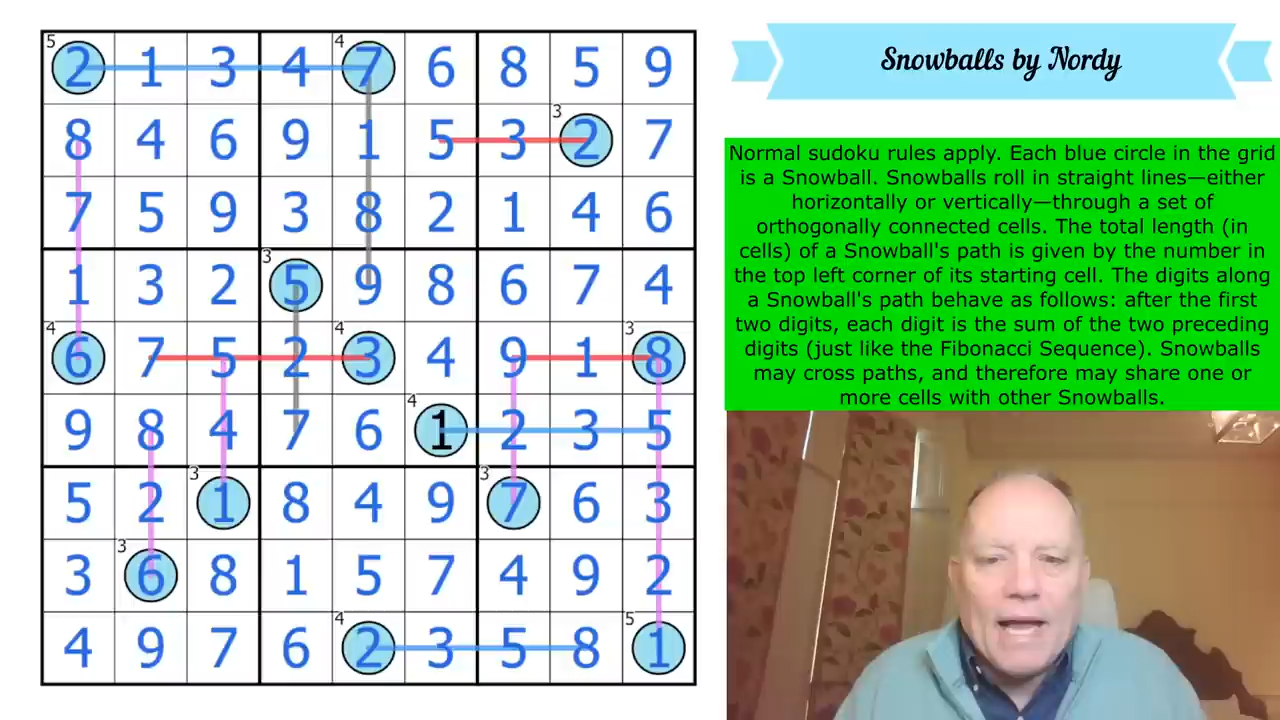 Snowballs by Nordy
5 4
2 1 3 4 7 6 8 5 9
3
8 4 6 9 1 5 3 2 7
7 5 9 3 8 2 1 4 6
3
1 3 2 5 9 8 6 7 4
4 4 3
6 7 5 2 3 4 9 1 8
4
9 8 4 7 6 1 2 3 5
3 3
5 2 1 8 4 9 7 6 3
3
3 6 8 1 5 7 4 9 2
4 5
4 9 7 6 2 3 5 8 1
Normal sudoku rules apply. Each blue circle in the grid
is a Snowball. Snowballs roll in straight lines—either
horizontally or vertically—through a set of
orthogonally connected cells. The total length (in
cells) of a Snowball's path is given by the number in
the top left corner of its starting cell. The digits along
a Snowball's path behave as follows: after the first
two digits, each digit is the sum of the two preceding
digits (just like the Fibonacci Sequence). Snowballs
may cross paths, and therefore may share one or
more cells with other Snowballs.